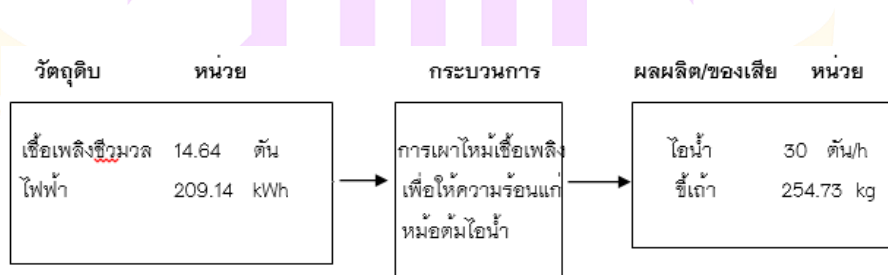 วัตถุดิบ หน่วย กระบวนการ ผลผลิต/ของเสีย หน่วย
เชื้อเพลิงชีวมวล 14.64 ตัน การเผาไหม้เชื้อเพลิง ไอน้ำ 30 ตัน/h
ไฟฟ้า 209.14 kWh เพื่อให้ความร้อนแก่ ขี้เถ้า 254.73 kg
หม้อต้มไอน้ำ